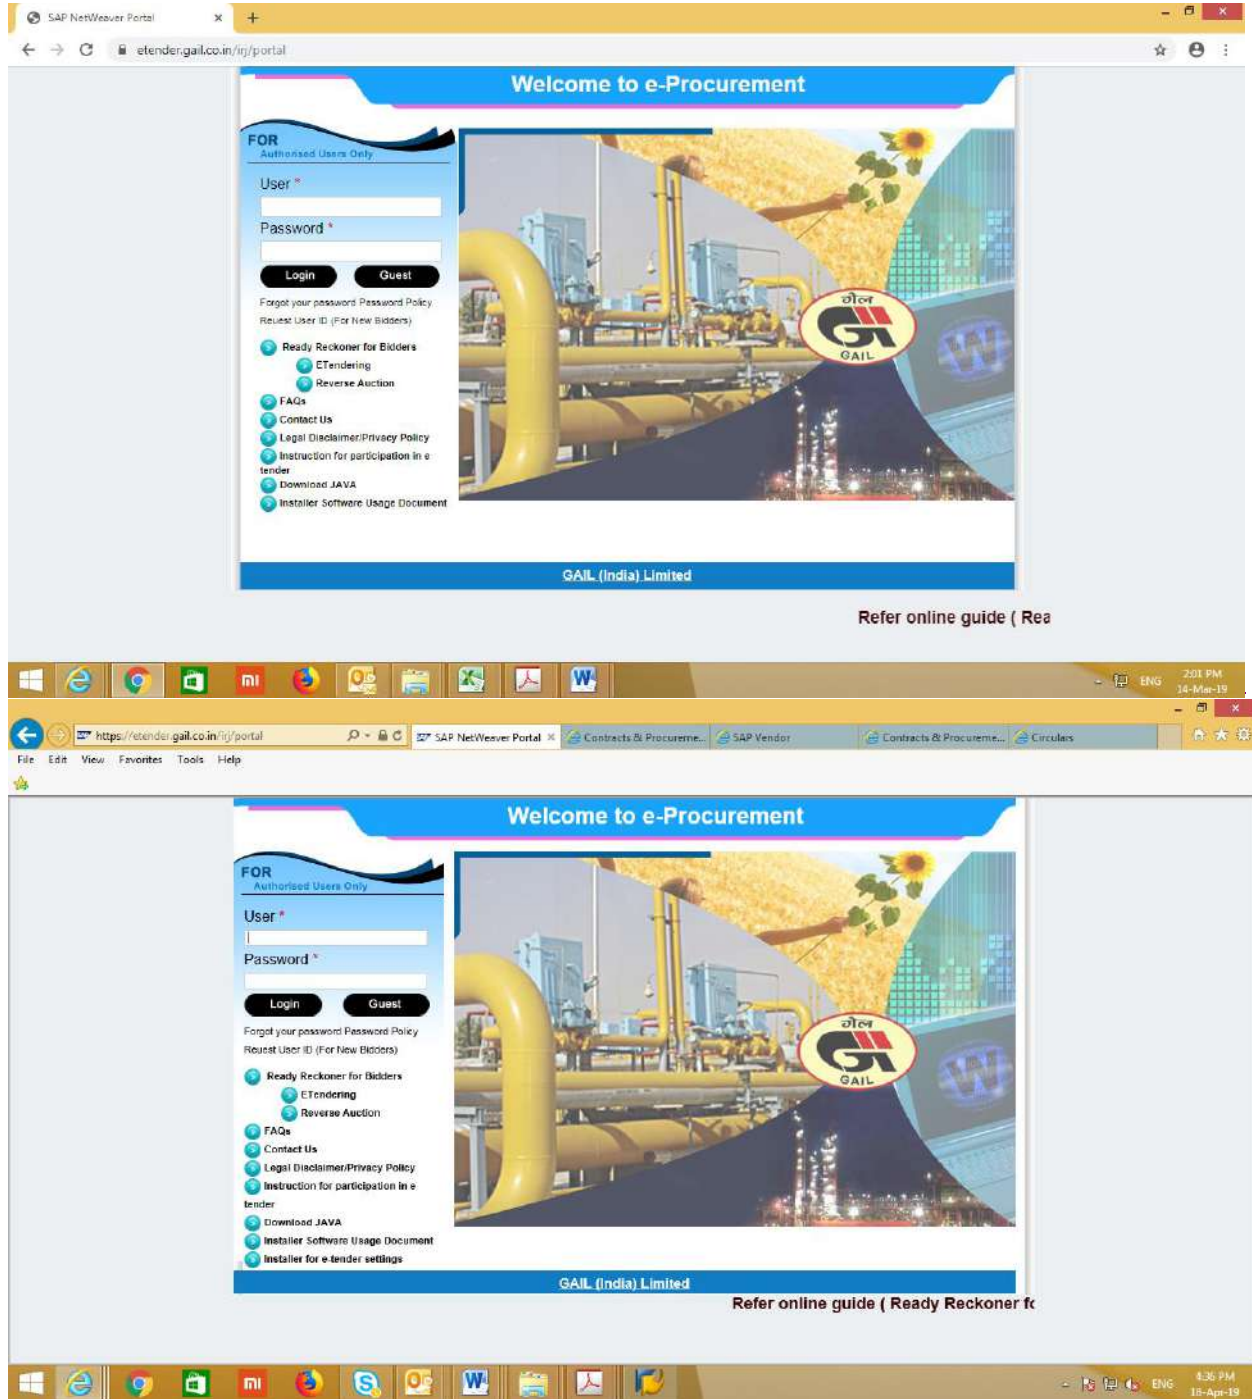 SAP NetWeaver Portal
etender.gail.co.in/irj/portal
Welcome to e-Procurement
FOR
Authorised Users Only
User *
Password *
Login Guest
Forgot your password Password Policy
Reuest User ID (For New Bidders)
Ready Reckoner for Bidders
ETendering
Reverse Auction
FAQs
Contact Us
Legal Disclaimer/Privacy Policy
Instruction for participation in e
tender
Download JAVA
Installer Software Usage Document
गेल
GAIL
W
GAIL (India) Limited
Refer online guide ( Rea
ENG 2:01 PM
14-Mar-19
https://etender.gail.co.in/irj/portal SAP NetWeaver Portal Contracts & Procureme... SAP Vendor Contracts & Procureme... Circulars
File Edit View Favorites Tools Help
Welcome to e-Procurement
FOR
Authorised Users Only
User *
Password *
Login Guest
Forgot your password Password Policy
Reuest User ID (For New Bidders)
Ready Reckoner for Bidders
ETendering
Reverse Auction
FAQs
Contact Us
Legal Disclaimer/Privacy Policy
Instruction for participation in e
tender
Download JAVA
Installer Software Usage Document
Installer for e-tender settings
गेल
GAIL
W
GAIL (India) Limited
Refer online guide ( Ready Reckoner fo
ENG 4:36 PM
18-Apr-19